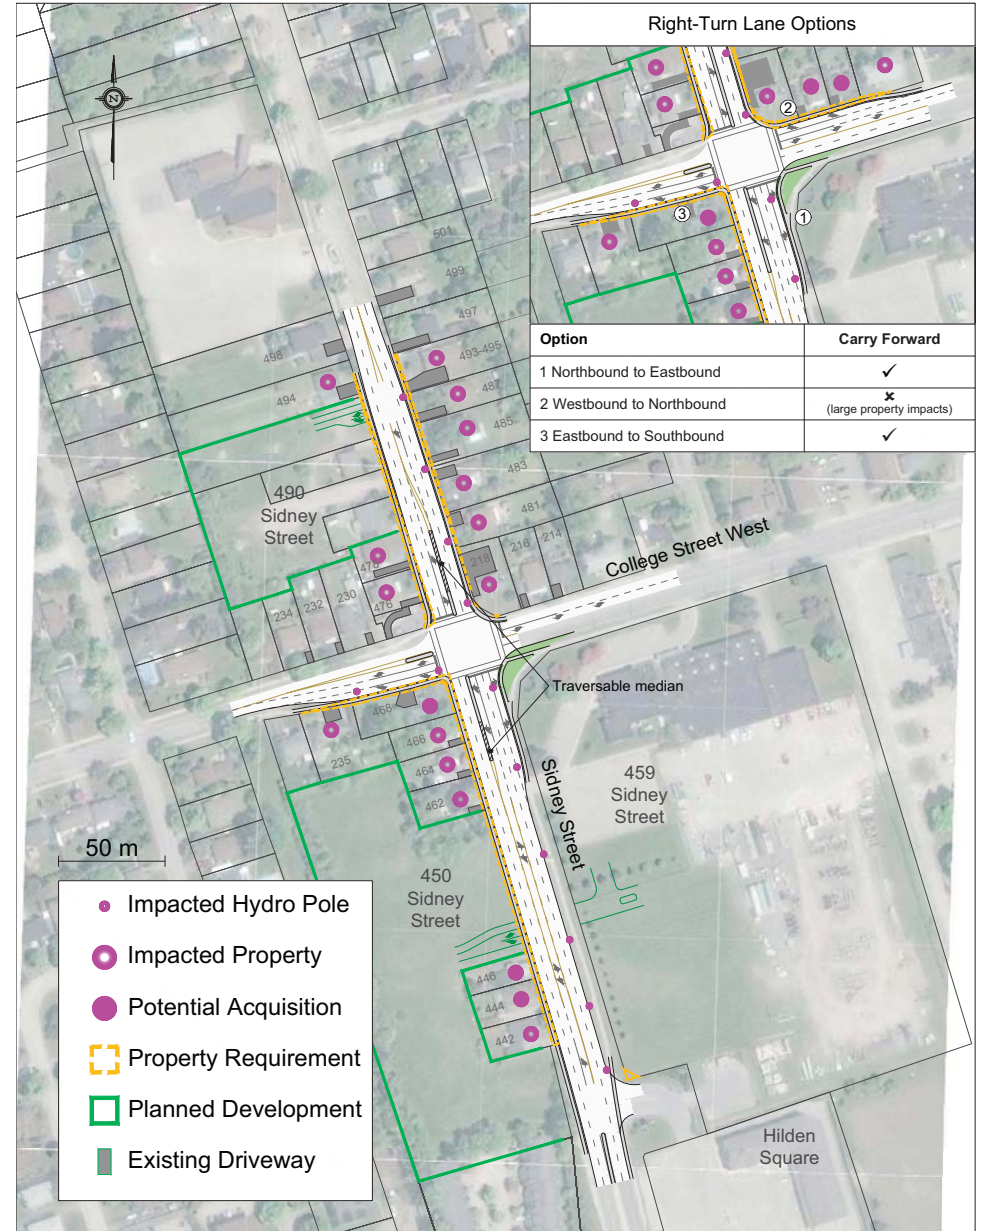 Right-Turn Lane Options
N
2
3
1
Option Carry Forward
1 Northbound to Eastbound ✓
2 Westbound to Northbound ✘
(large property impacts)
3 Eastbound to Southbound ✓
501
499
497
498
493-495
494
487
485
483
490
Sidney
Street
481
214
216
218
College Street West
478
476
230
232
234
Traversable median
468
466
464
462
235
Sidney Street
459
Sidney
Street
450
Sidney
Street
446
444
442
Hilden
Square
50 m
Impacted Hydro Pole
Impacted Property
Potential Acquisition
Property Requirement
Planned Development
Existing Driveway